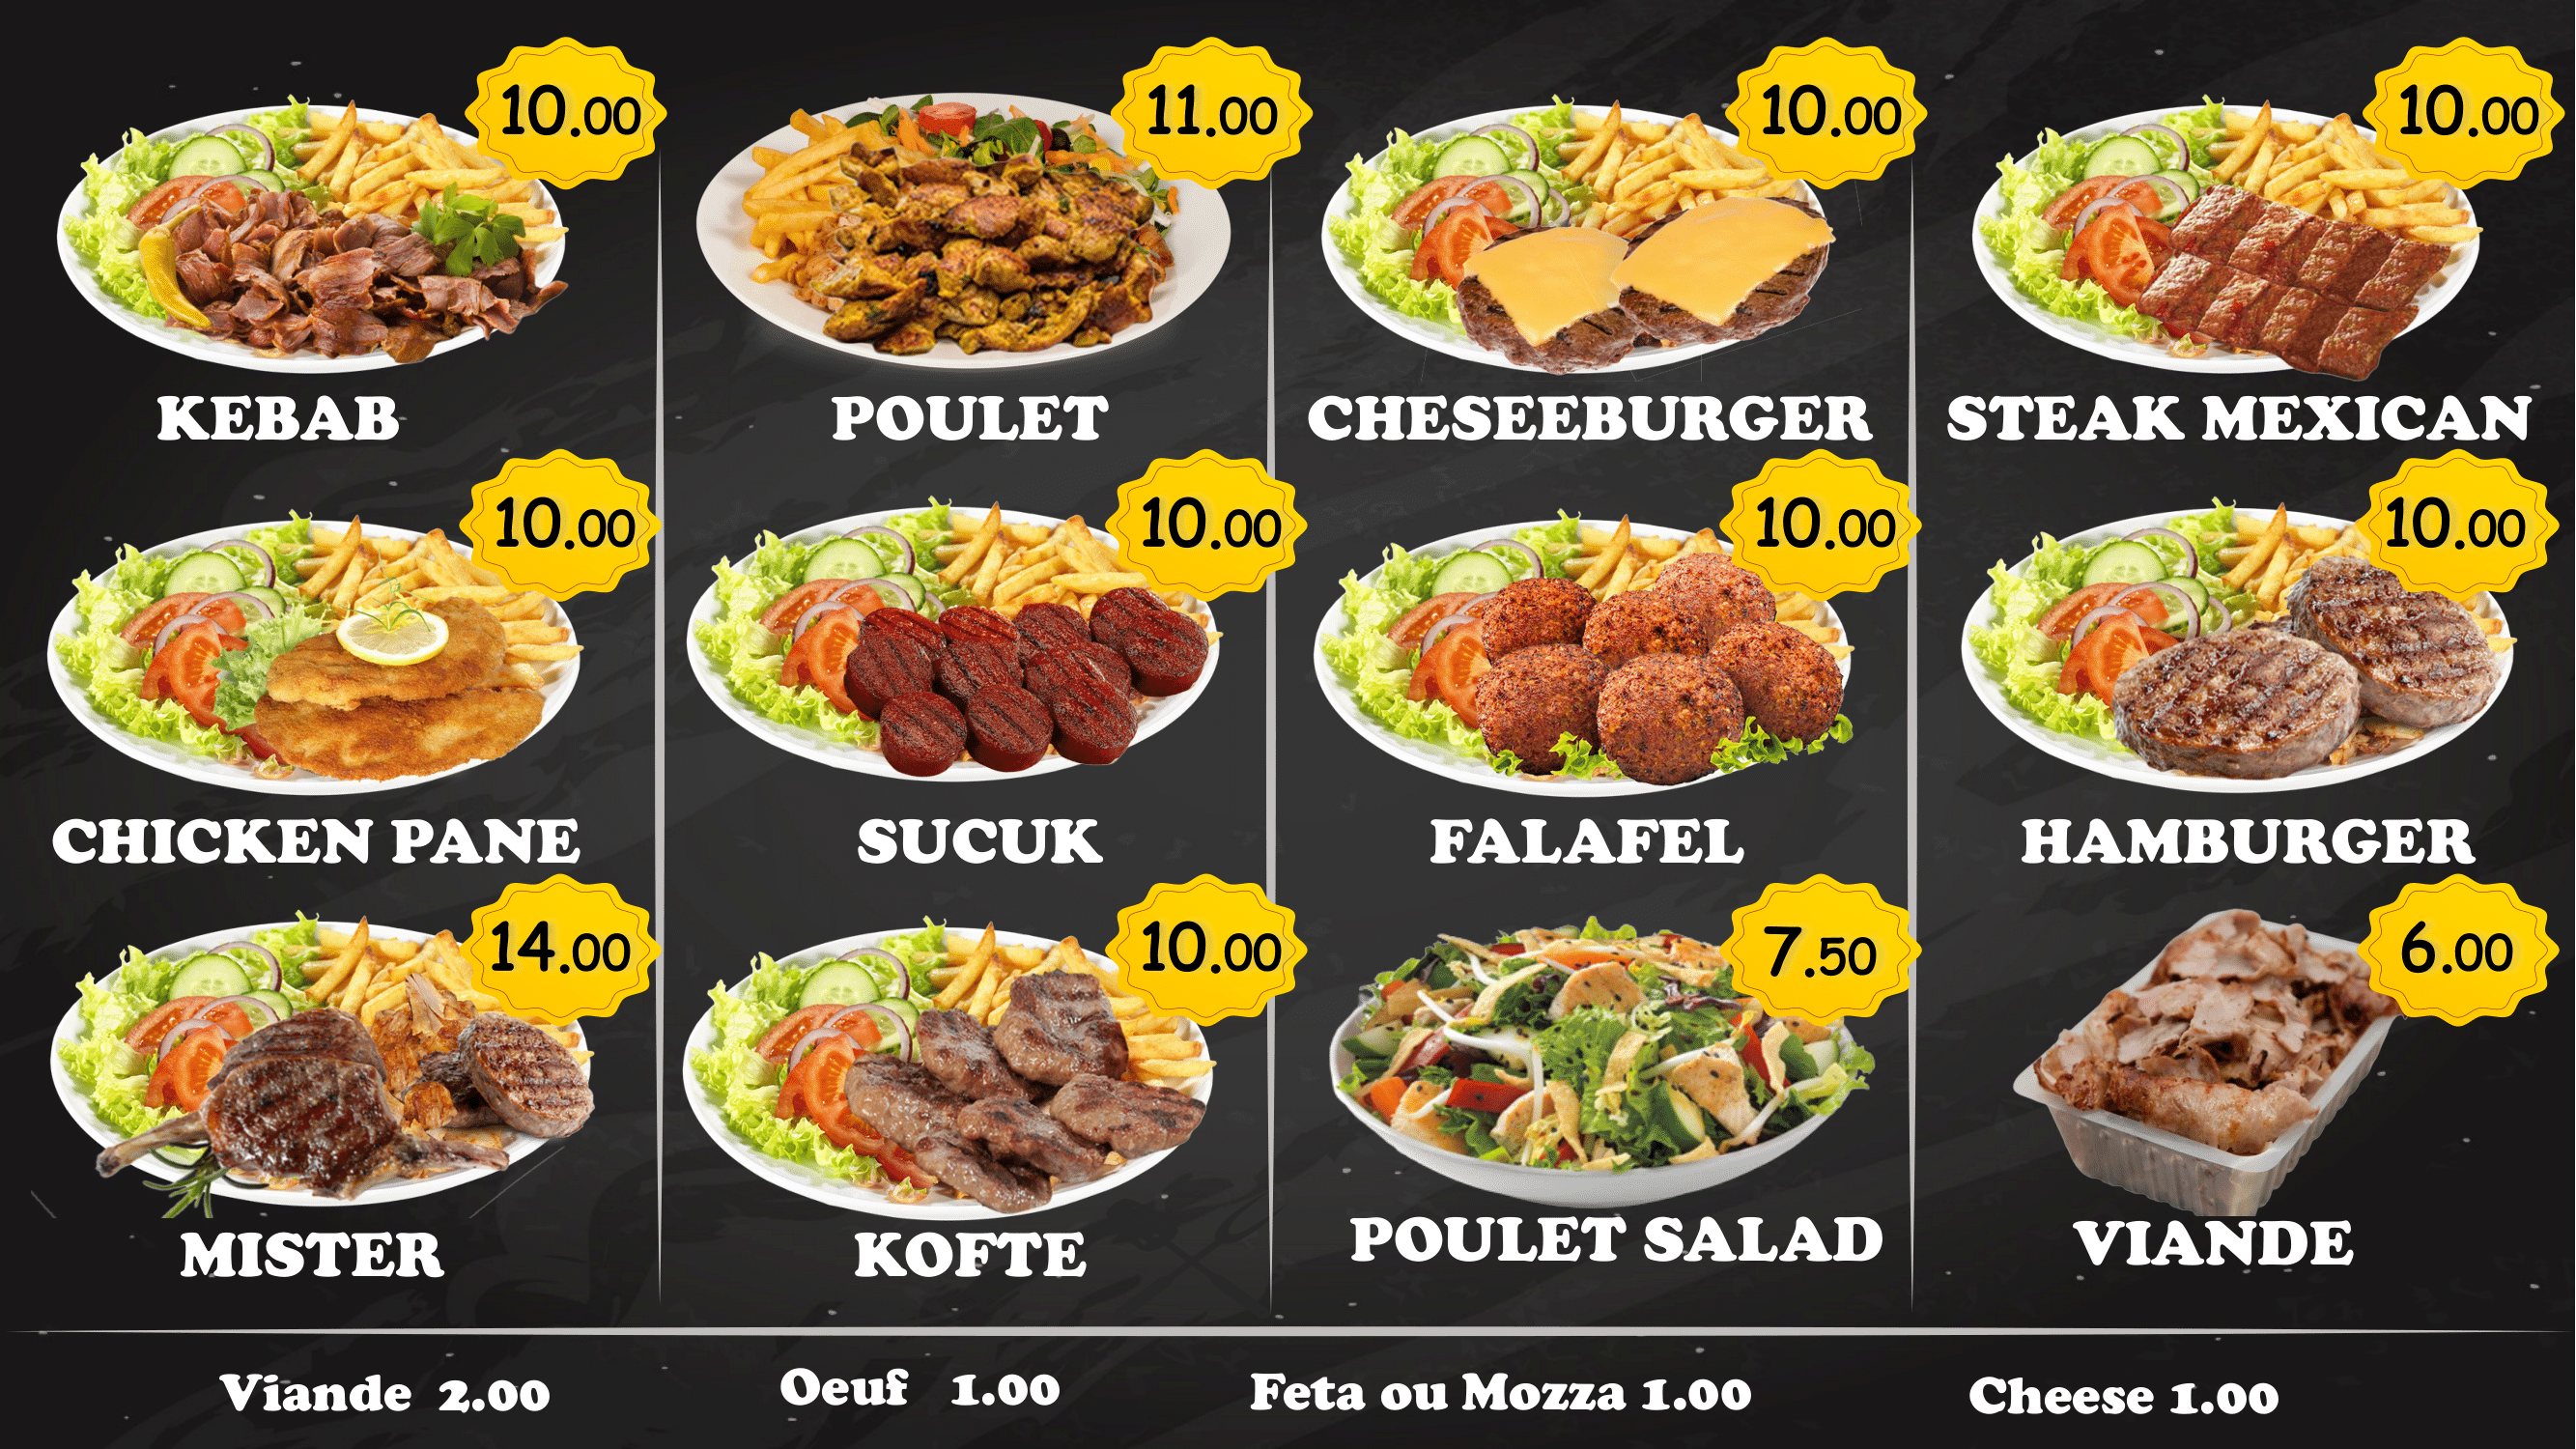 10.00
11.00
10.00
10.00
KEBAB
POULET
CHESEEBURGER
STEAK MEXICAN
10.00
10.00
10.00
10.00
CHICKEN PANE
SUCUK
FALAFEL
HAMBURGER
14.00
10.00
7.50
6.00
MISTER
KOFTE
POULET SALAD
VIANDE
Viande 2.00
Oeuf 1.00
Feta ou Mozza 1.00
Cheese 1.00